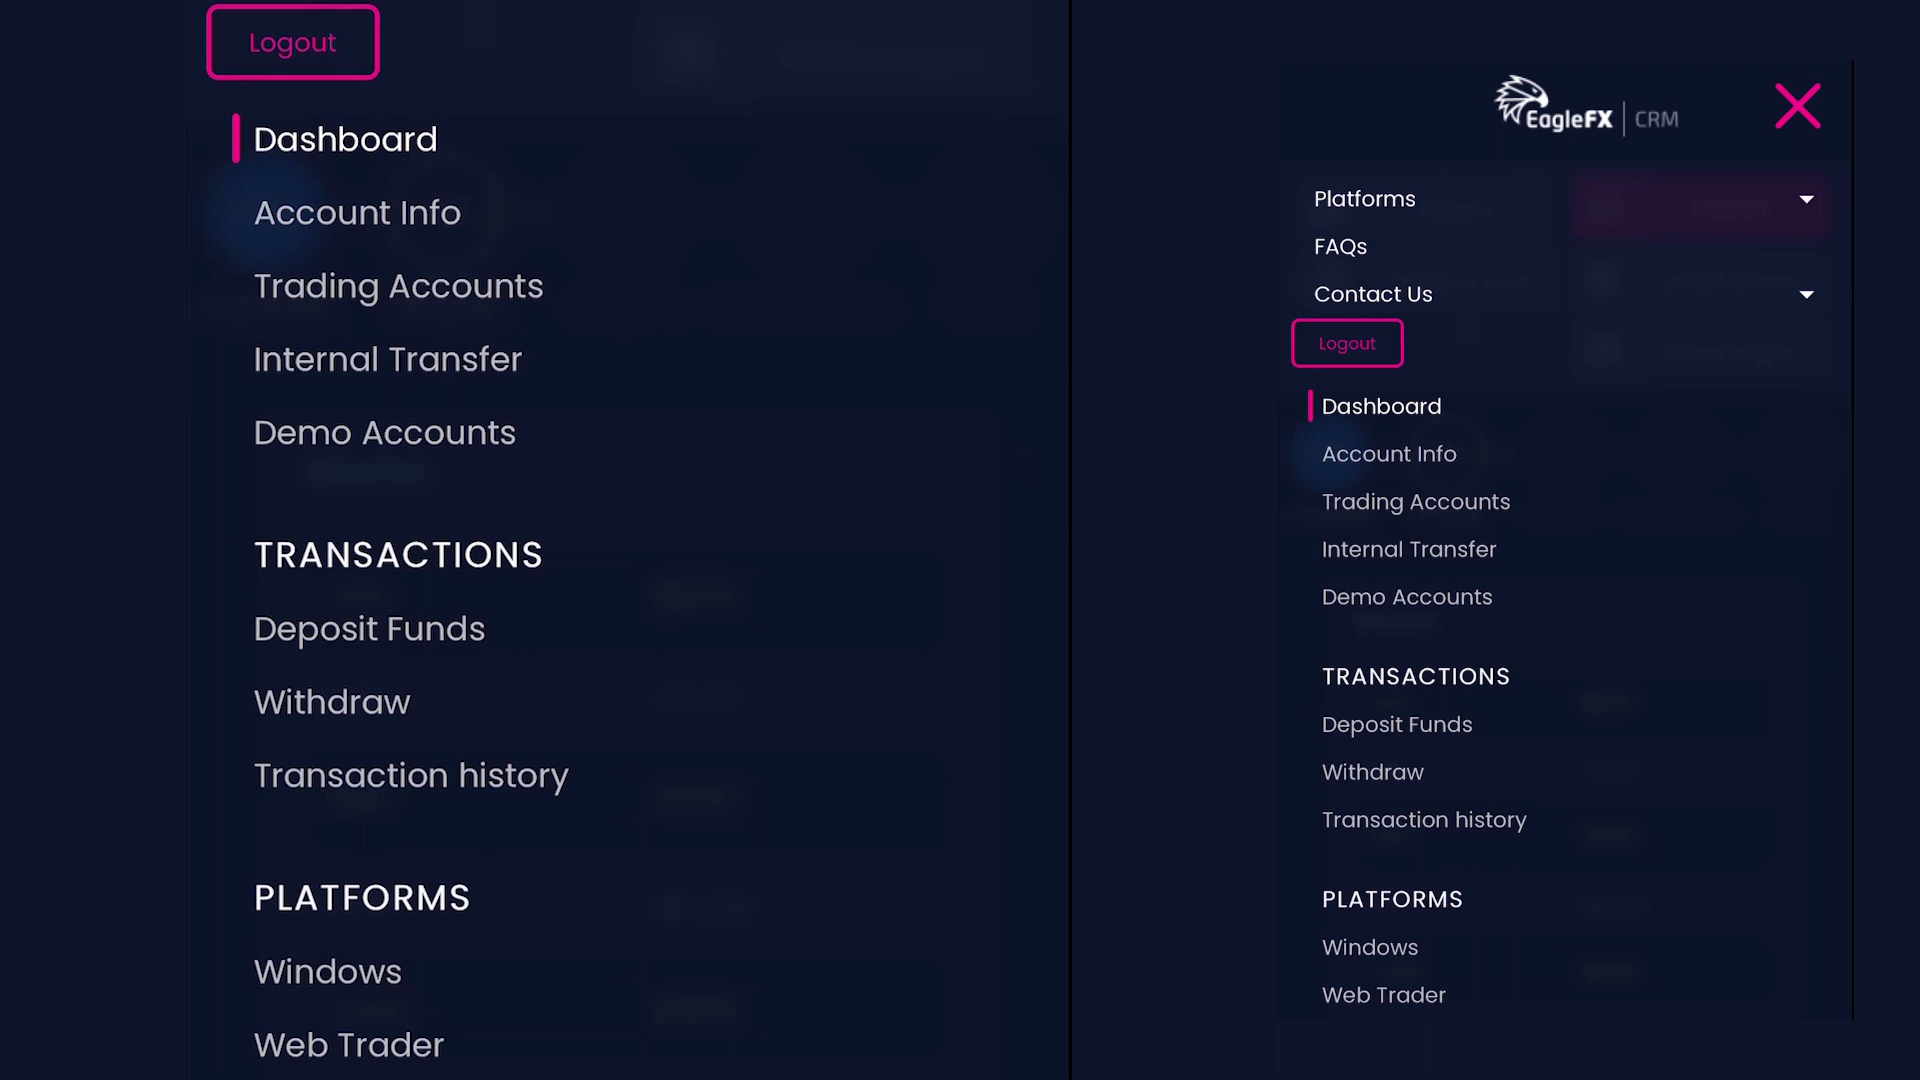 Logout
Dashboard
Account Info
Trading Accounts
Internal Transfer
Demo Accounts
TRANSACTIONS
Deposit Funds
Withdraw
Transaction history
PLATFORMS
Windows
Web Trader
EagleFX | CRM
Platforms
FAQs
Contact Us
Logout
Dashboard
Account Info
Trading Accounts
Internal Transfer
Demo Accounts
TRANSACTIONS
Deposit Funds
Withdraw
Transaction history
PLATFORMS
Windows
Web Trader